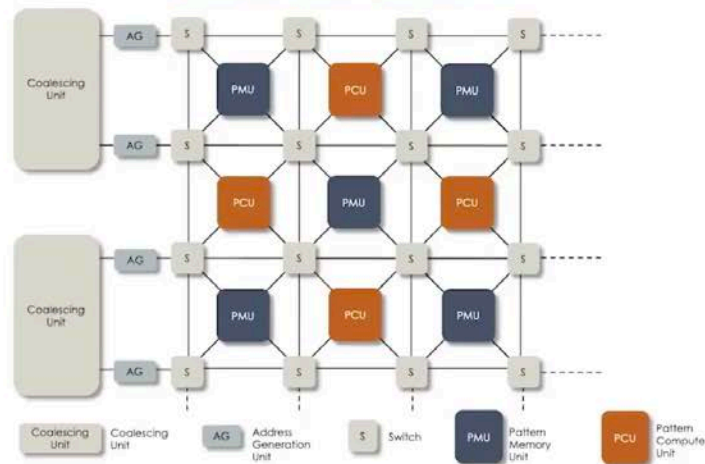 AG S S S S
Coalescing
Unit
PMU PCU PMU
AG S S S S
PCU PMU PCU
AG S S S S
Coalescing
Unit
PMU PCU PMU
AG S S S S
Coalescing
Unit
Coalescing
Unit
AG
Address
Generation
Unit
S
Switch
PMU
Pattern
Memory
Unit
PCU
Pattern
Compute
Unit